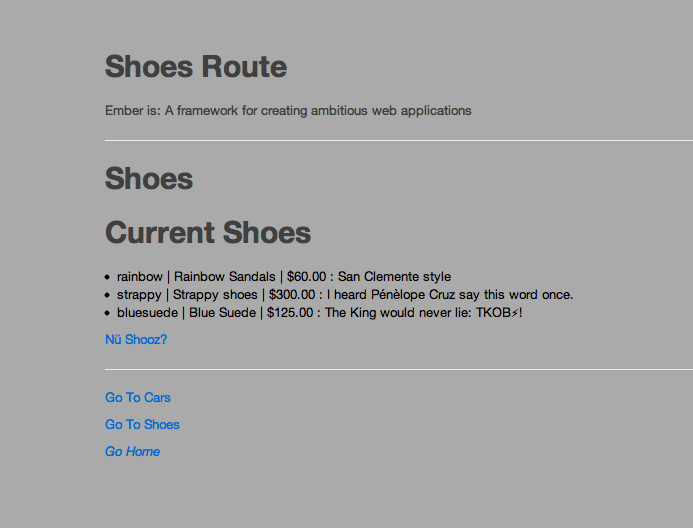 Shoes Route
Ember is: A framework for creating ambitious web applications
Shoes
Current Shoes
• rainbow | Rainbow Sandals | $60.00 : San Clemente style
• strappy | Strappy shoes | $300.00 : I heard Pénèlope Cruz say this word once.
• bluesuede | Blue Suede | $125.00 : The King would never lie: TKOB⚡!
Nü Shooz?
Go To Cars
Go To Shoes
Go Home